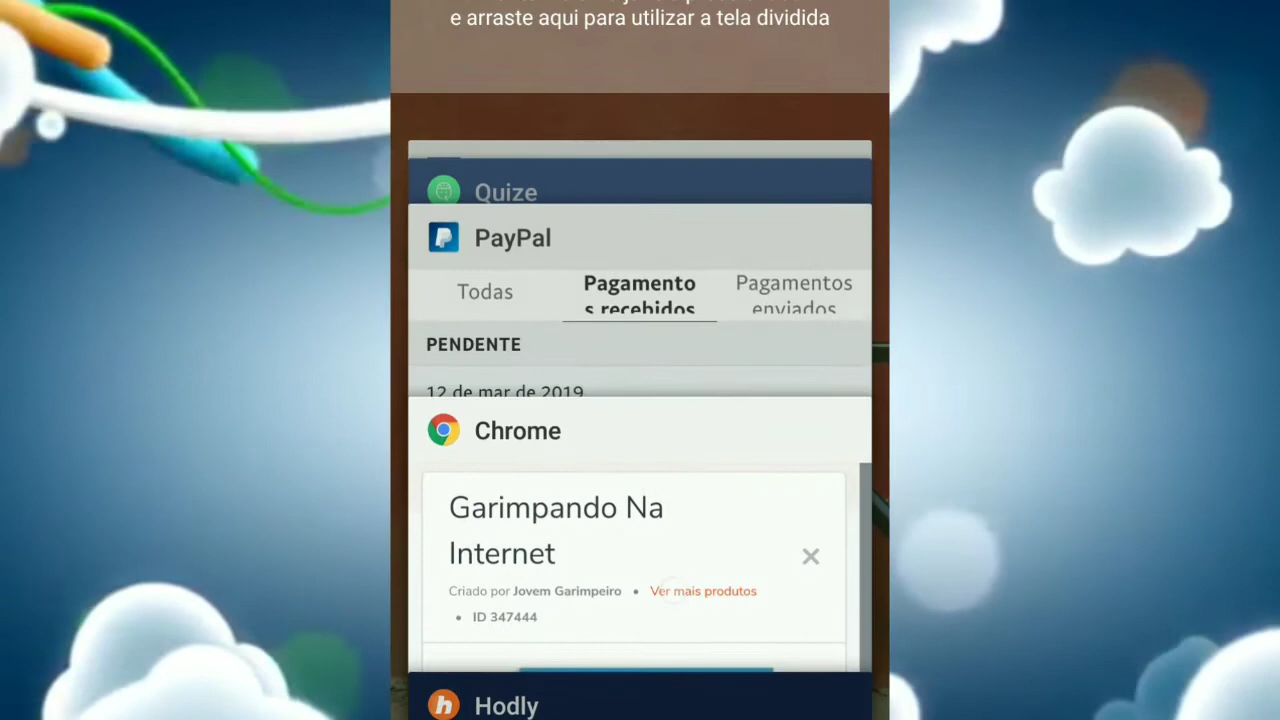 e arraste aqui para utilizar a tela dividida
Quize
PayPal
Todas
Pagamento
s recebidos
Pagamentos
enviados
PENDENTE
12 de mar de 2019
Chrome
Garimpando Na
Internet
Criado por Jovem Garimpeiro • Ver mais produtos
• ID 347444
Hodly